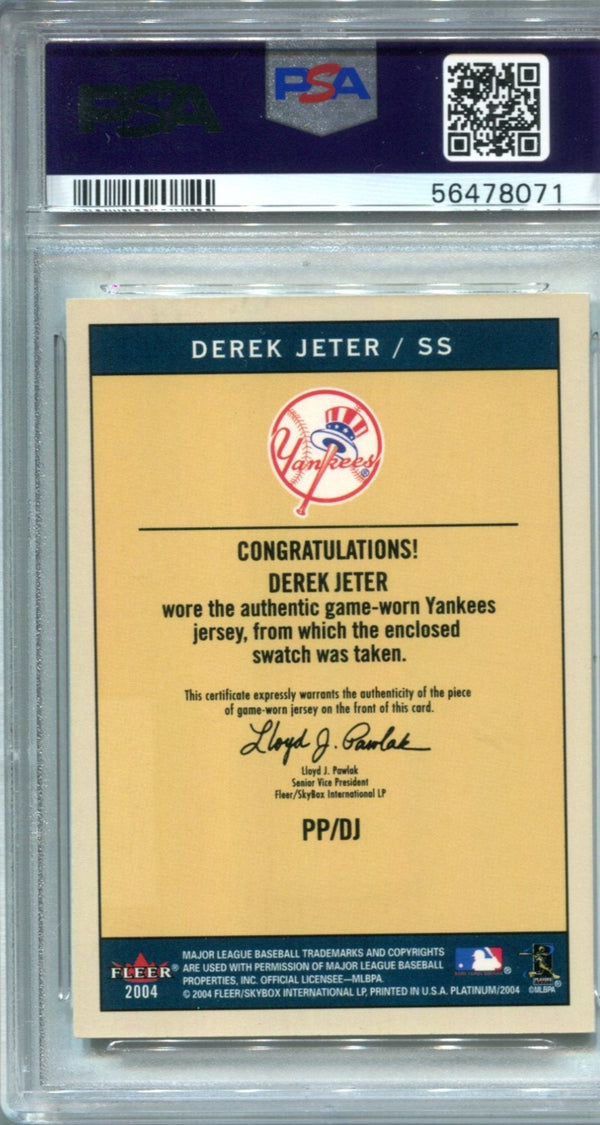 PSA
PSA
56478071
DEREK JETER / SS
Yankees®
CONGRATULATIONS!
DEREK JETER
wore the authentic game-worn Yankees
jersey, from which the enclosed
swatch was taken.
This certificate expressly warrants the authenticity of the piece
of game-worn jersey on the front of this card.
Lloyd J. Pawlak
Lloyd J. Pawlak
Senior Vice President
Fleer/SkyBox International LP
PP/DJ
FLEER®
2004
MAJOR LEAGUE BASEBALL TRADEMARKS AND COPYRIGHTS
ARE USED WITH PERMISSION OF MAJOR LEAGUE BASEBALL
PROPERTIES, INC. OFFICIAL LICENSEE—MLBPA.
© 2004 FLEER/SKYBOX INTERNATIONAL LP, PRINTED IN U.S.A. PLATINUM/2004
©MLBPA